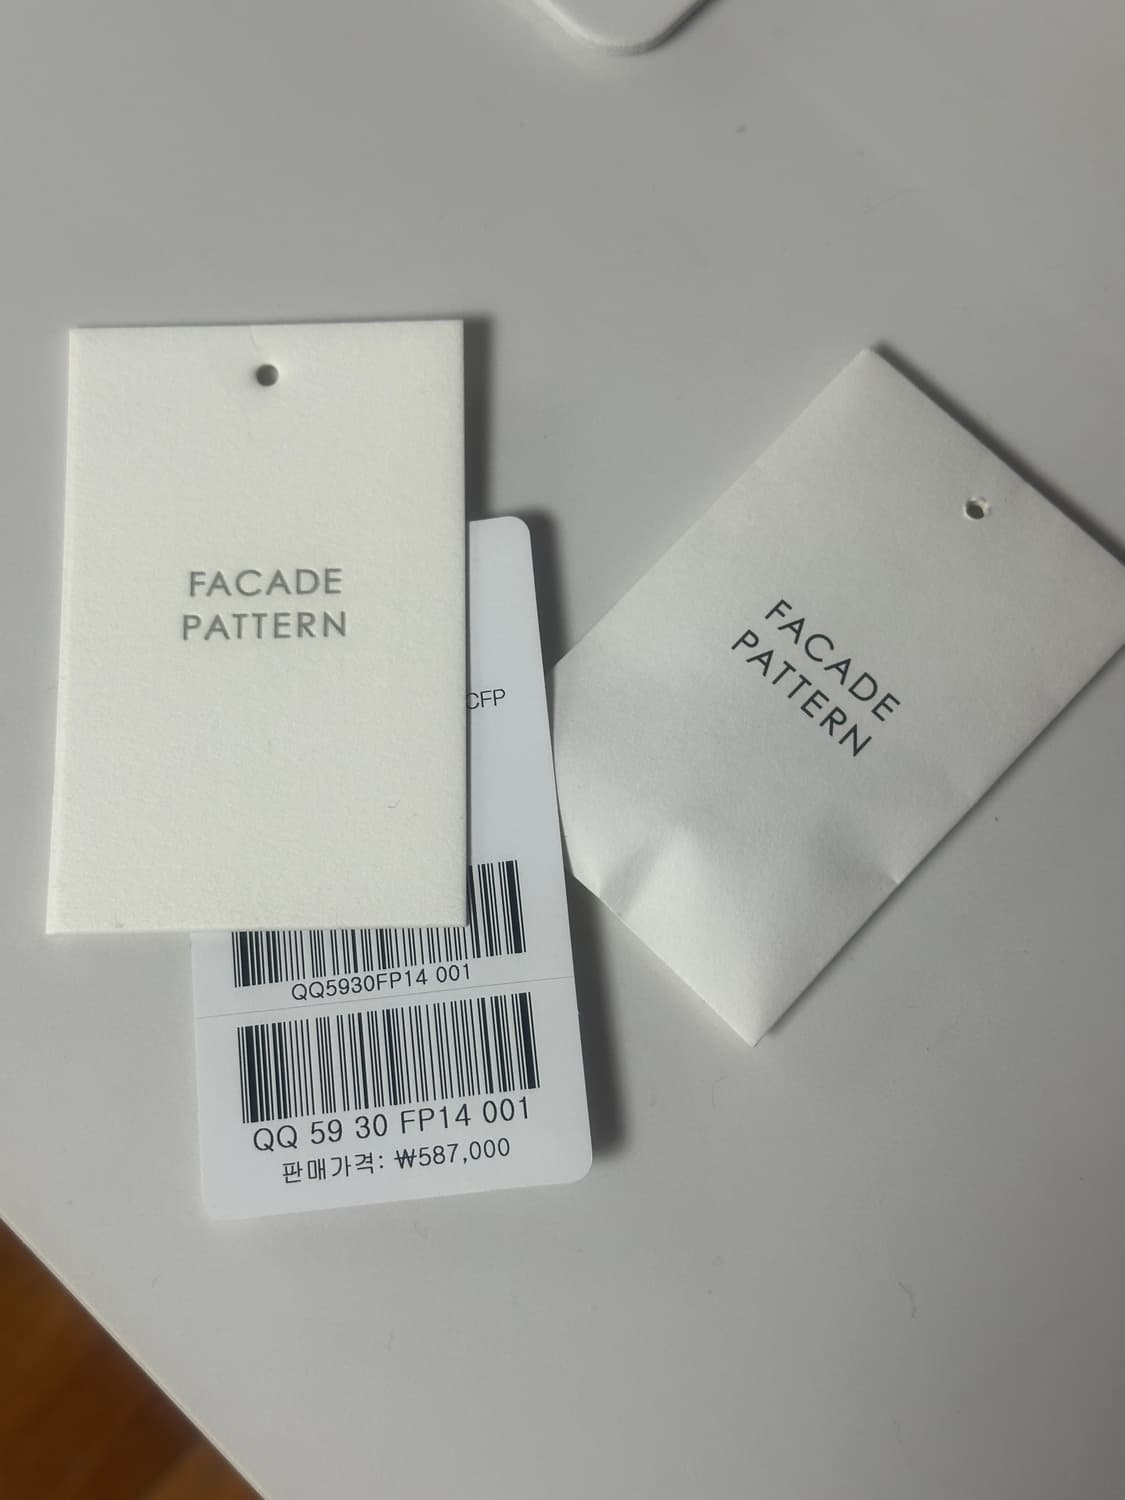 FACADE
PATTERN
CFP
QQ5930FP14 001
QQ 59 30 FP14 001
판매가격: ₩587,000
FACADE
PATTERN